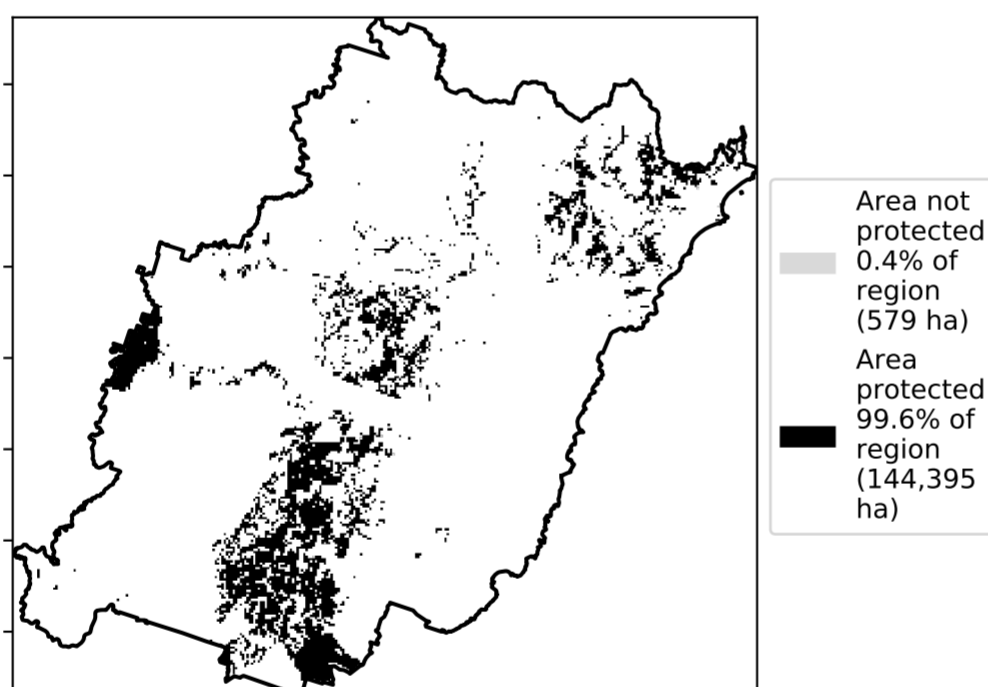 Area not
protected
0.4% of
region
(579 ha)
Area
protected
99.6% of
region
(144,395
ha)